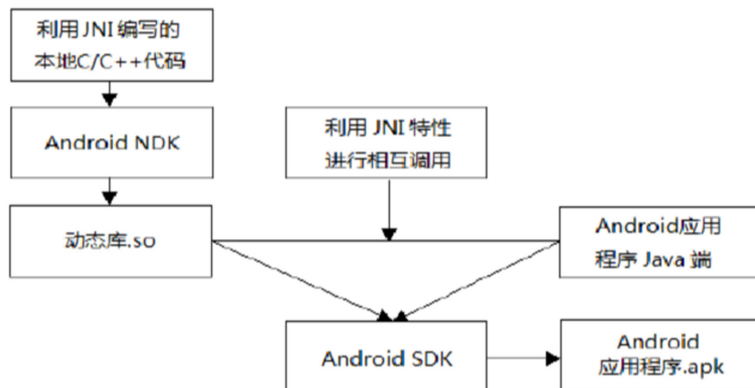 利用JNI编写的
本地C/C++代码
Android NDK
利用 JNI 特性
进行相互调用
动态库.so
Android应用
程序 Java 端
Android SDK
Android
应用程序.apk